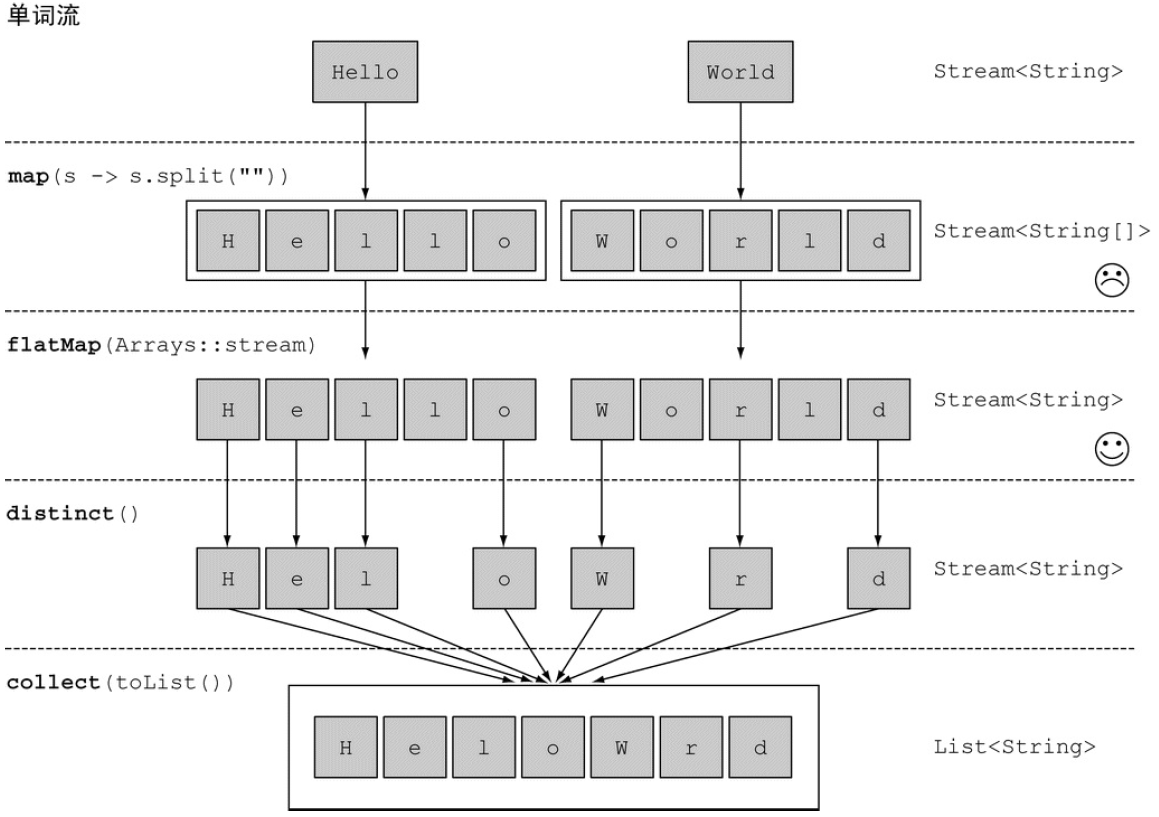 单词流
Hello World Stream<String>
map(s -> s.split(""))
H e l l o W o r l d Stream<String[]>
flatMap(Arrays::stream)
H e l l o W o r l d Stream<String>
distinct()
H e l o W r d Stream<String>
collect(toList())
H e l o W r d List<String>